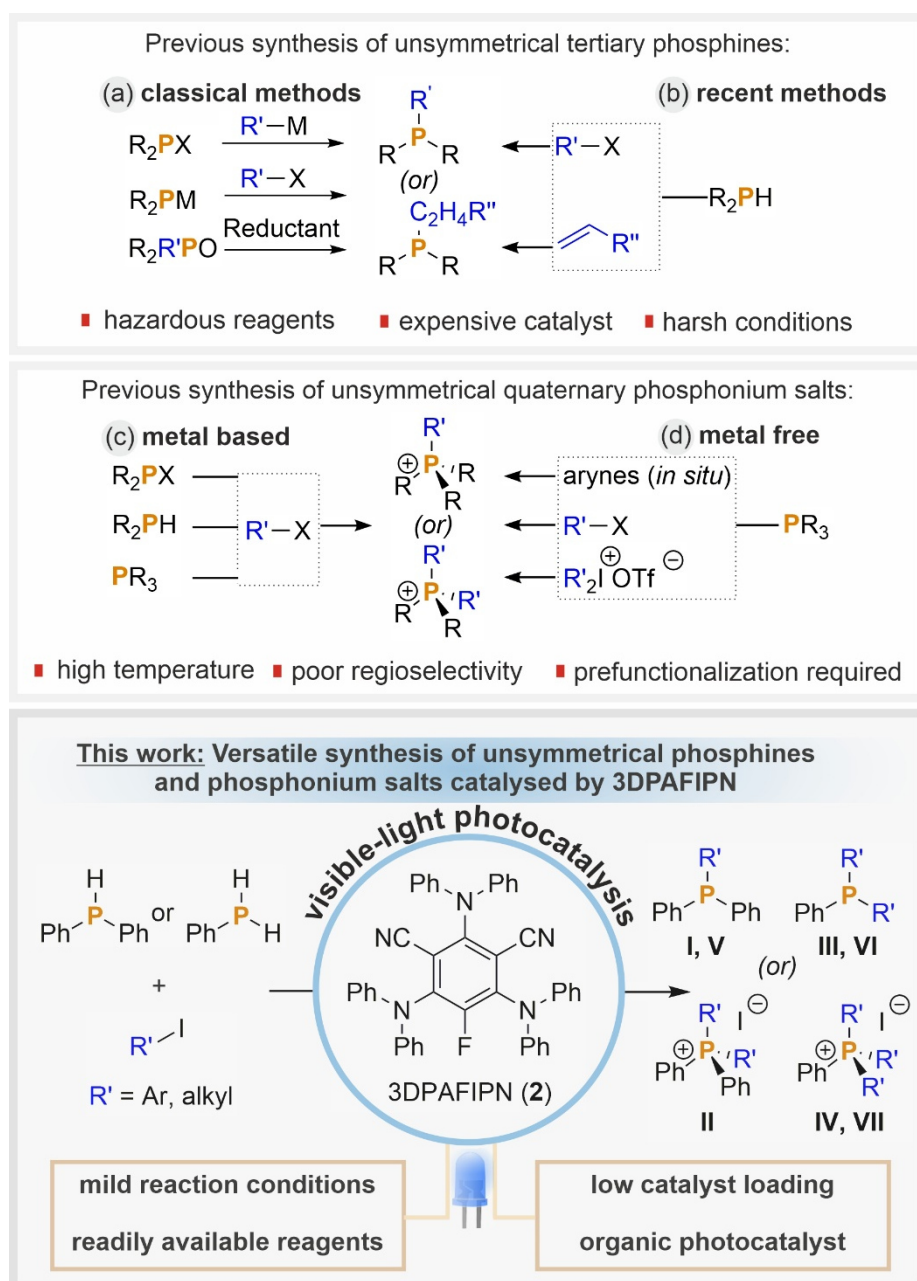 Previous synthesis of unsymmetrical tertiary phosphines:
(a) classical methods
(b) recent methods
R₂PX
R'−M
R₂PM
R'−X
R₂R'PO
Reductant
R'
P
R R
(or)
C₂H₄R"
P
R R
R'−X
R"
R₂PH
hazardous reagents
expensive catalyst
harsh conditions
Previous synthesis of unsymmetrical quaternary phosphonium salts:
(c) metal based
(d) metal free
R₂PX
R₂PH
PR₃
R'−X
R'
⊕
P
R R
R
(or)
R'
⊕
P
R R'
R
arynes (in situ)
R'−X
R'₂I⊕ OTf⊖
PR₃
high temperature
poor regioselectivity
prefunctionalization required
This work: Versatile synthesis of unsymmetrical phosphines
and phosphonium salts catalysed by 3DPAFIPN
visible-light photocatalysis
H
P
Ph Ph
or
H
P
Ph H
+
R' I
R' = Ar, alkyl
Ph N Ph
NC CN
Ph N N Ph
Ph F Ph
3DPAFIPN (2)
R'
P
Ph Ph
I, V
R'
P
Ph R'
III, VI
(or)
R' I⊖
⊕
P
Ph R'
Ph
II
R' I⊖
⊕
P
Ph R'
R'
IV, VII
mild reaction conditions
readily available reagents
low catalyst loading
organic photocatalyst